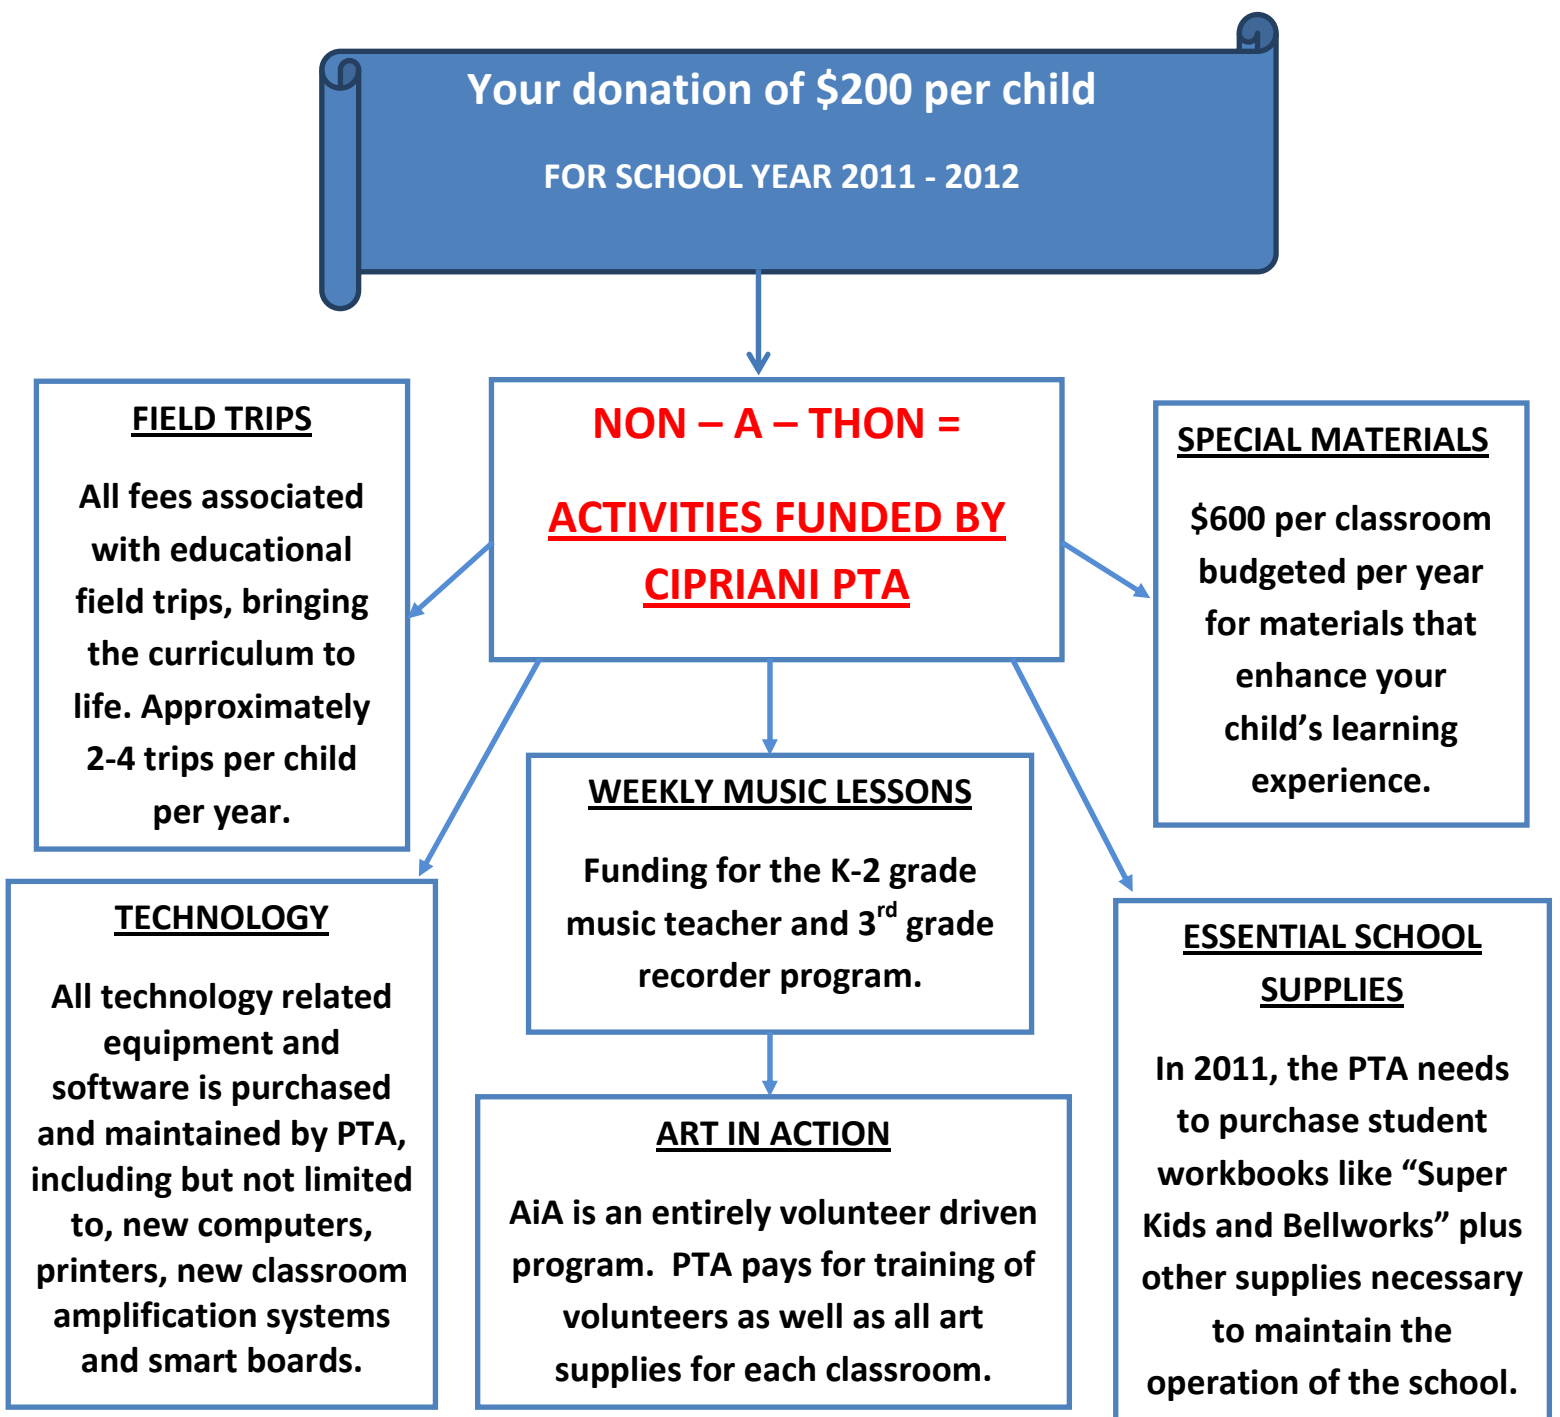 Your donation of $200 per child
FOR SCHOOL YEAR 2011 - 2012
NON – A – THON =
ACTIVITIES FUNDED BY
CIPRIANI PTA
FIELD TRIPS
All fees associated
with educational
field trips, bringing
the curriculum to
life. Approximately
2-4 trips per child
per year.
SPECIAL MATERIALS
$600 per classroom
budgeted per year
for materials that
enhance your
child’s learning
experience.
WEEKLY MUSIC LESSONS
Funding for the K-2 grade
music teacher and 3rd grade
recorder program.
TECHNOLOGY
All technology related
equipment and
software is purchased
and maintained by PTA,
including but not limited
to, new computers,
printers, new classroom
amplification systems
and smart boards.
ART IN ACTION
AiA is an entirely volunteer driven
program.  PTA pays for training of
volunteers as well as all art
supplies for each classroom.
ESSENTIAL SCHOOL
SUPPLIES
In 2011, the PTA needs
to purchase student
workbooks like “Super
Kids and Bellworks” plus
other supplies necessary
to maintain the
operation of the school.